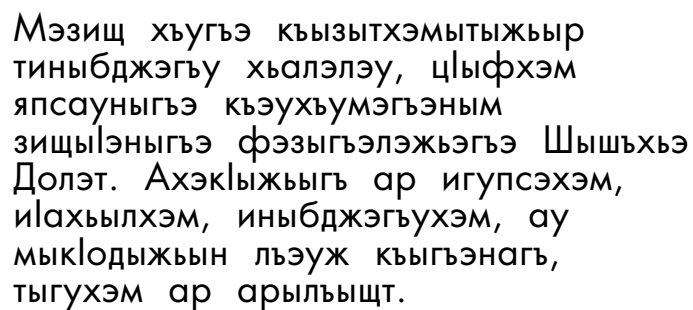 Мэзищ хъугъэ къызытхэмытыжьыр
тиныбджэгъу хьалэлэу, цӏыфхэм
япсауныгъэ къэухъумэгъэным
зищыӏэныгъэ фэзыгъэлэжьэгъэ Шышъхьэ
Долэт. Ахэкӏыжьыгъ ар игупсэхэм,
иӏахьылхэм, иныбджэгъухэм, ау
мыкӏодыжьын лъэуж къыгъэнагъ,
тыгухэм ар арылъыщт.